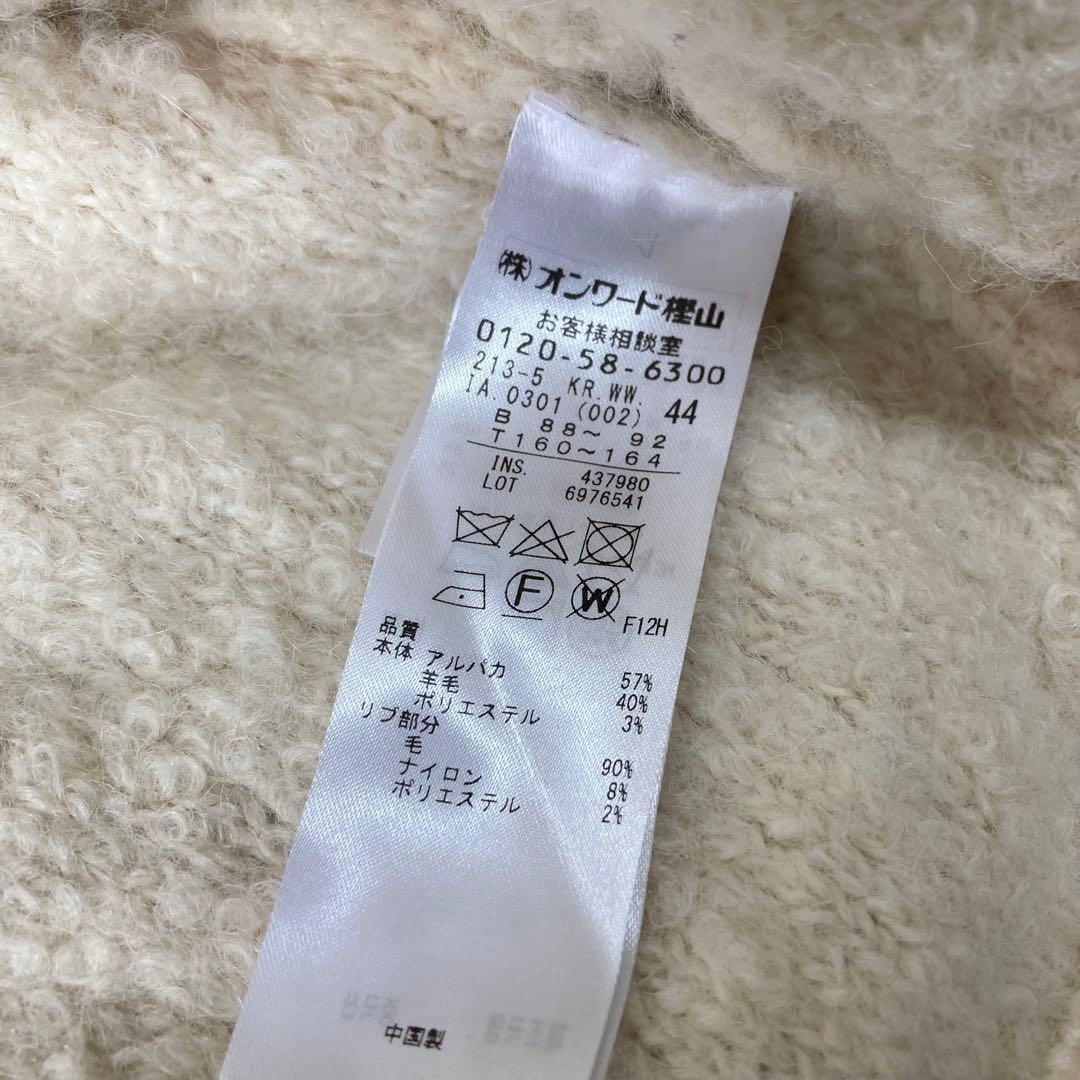 (株)オンワード樫山
お客様相談室
0120-58-6300
213-5 KR.WW.
IA.0301 (002) 44
B 88～ 92
T 160～164
INS. 437980
LOT 6976541
F
W
F12H
品質
本体 アルパカ 57%
羊毛 40%
ポリエステル 3%
リブ部分
毛 90%
ナイロン 8%
ポリエステル 2%
中国製